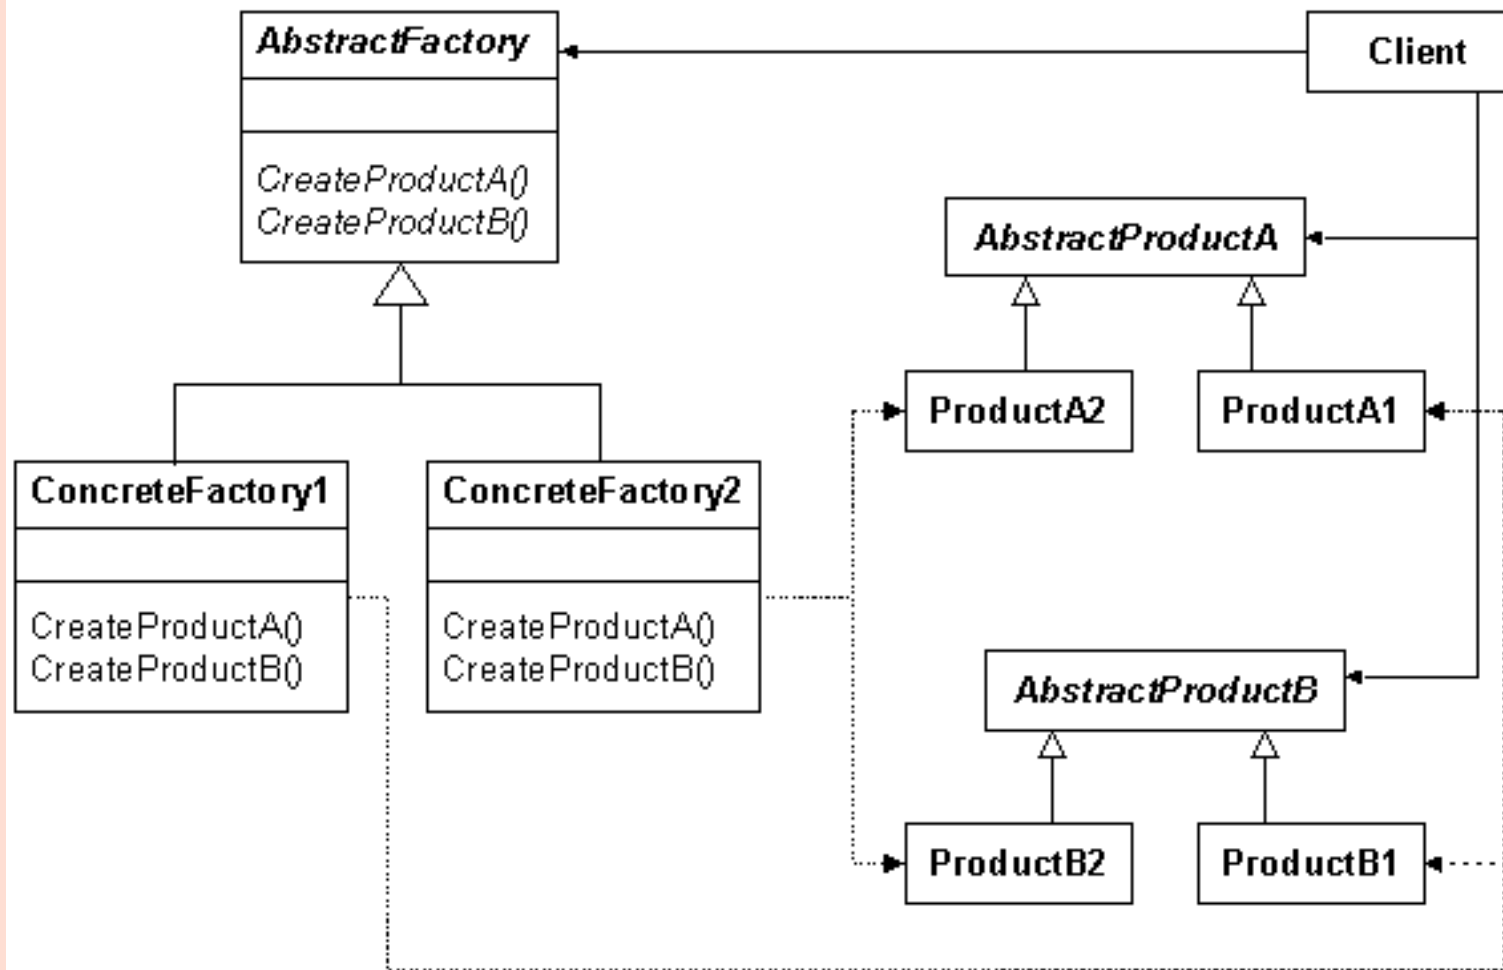 AbstractFactory
CreateProductA()
CreateProductB()
Client
AbstractProductA
ProductA2
ProductA1
ConcreteFactory1
CreateProductA()
CreateProductB()
ConcreteFactory2
CreateProductA()
CreateProductB()
AbstractProductB
ProductB2
ProductB1